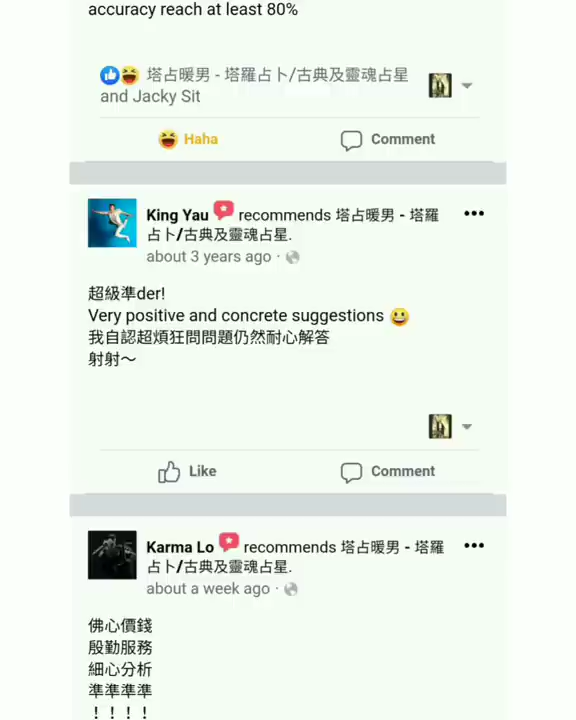 accuracy reach at least 80%
塔占暖男 - 塔羅占卜/古典及靈魂占星
and Jacky Sit
Haha
Comment
King Yau recommends 塔占暖男 - 塔羅
占卜/古典及靈魂占星.
about 3 years ago ·
超級準der!
Very positive and concrete suggestions 😃
我自認超煩狂問問題仍然耐心解答
射射～
Like
Comment
Karma Lo recommends 塔占暖男 - 塔羅
占卜/古典及靈魂占星.
about a week ago ·
佛心價錢
殷勤服務
細心分析
準準準準
！！！！